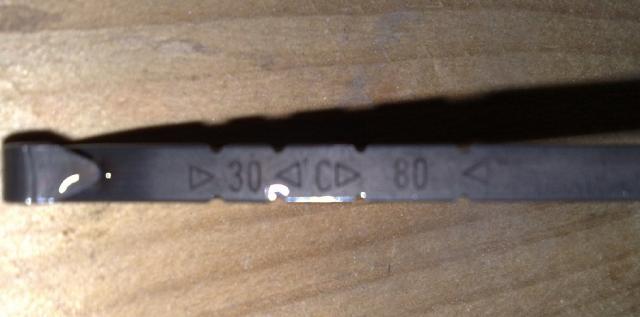 ▷ 30 ◁ °C ▷ 80 ◁